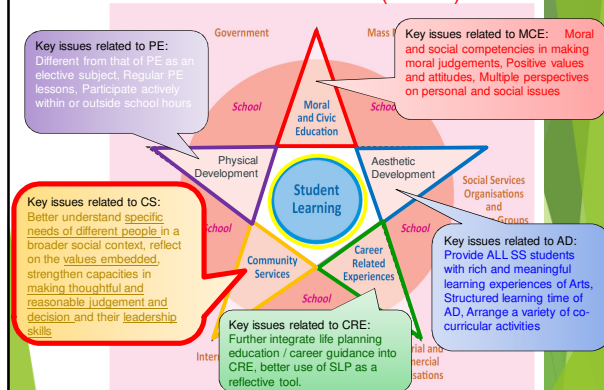 Government
Mass M
Key issues related to PE:
Different from that of PE as an
elective subject, Regular PE
lessons, Participate actively
within or outside school hours
Key issues related to MCE: Moral
and social competencies in making
moral judgements, Positive values
and attitudes, Multiple perspectives
on personal and social issues
School
School
Moral
and Civic
Education
Physical
Development
Aesthetic
Development
Student
Learning
Social Services
Organisations
and
Groups
Key issues related to CS:
Better understand specific
needs of different people in a
broader social context, reflect
on the values embedded,
strengthen capacities in
making thoughtful and
reasonable judgement and
decision and their leadership
skills
School
School
Community
Services
Career
Related
Experiences
School
Key issues related to AD:
Provide ALL SS students
with rich and meaningful
learning experiences of Arts,
Structured learning time of
AD, Arrange a variety of co-
curricular activities
Key issues related to CRE:
Further integrate life planning
education / career guidance into
CRE, better use of SLP as a
reflective tool.
Intern
rial and
mercial
isations